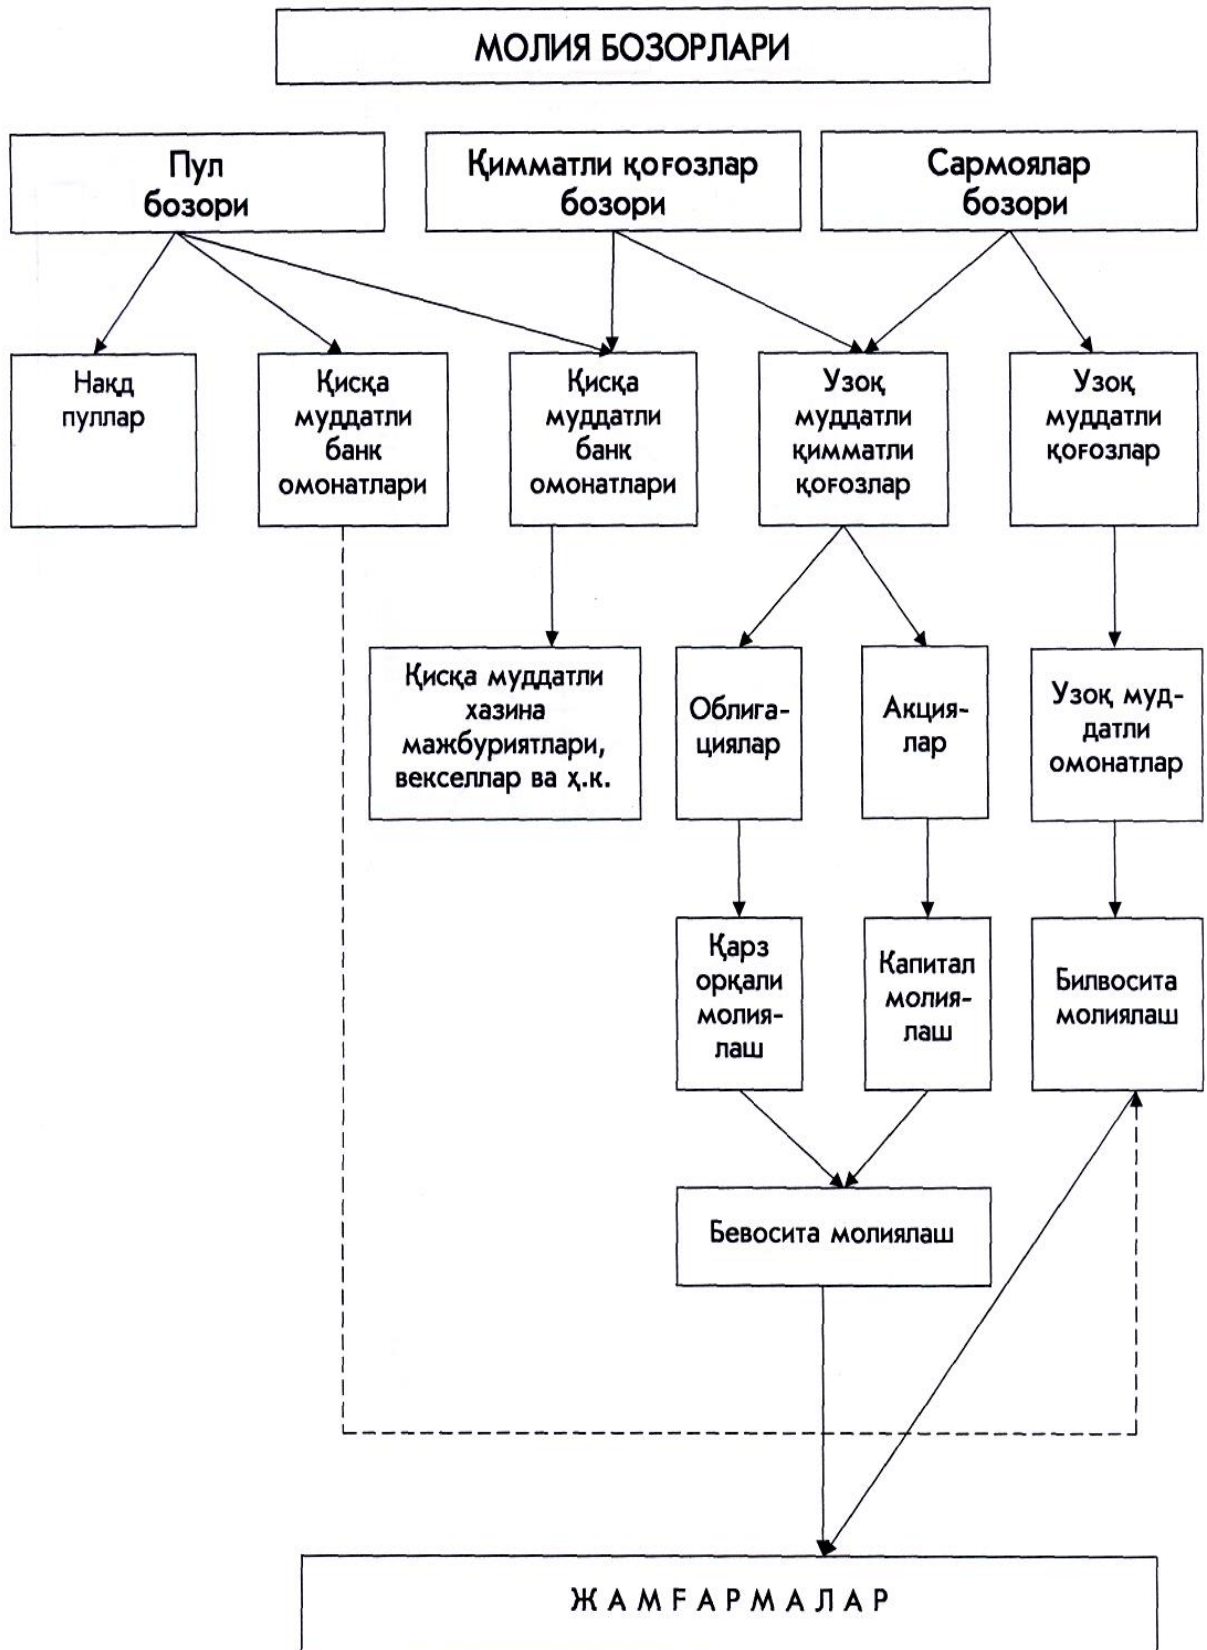 МОЛИЯ БОЗОРЛАРИ
Пул
бозори
Қимматли қоғозлар
бозори
Сармоялар
бозори
Нақд
пуллар
Қисқа
муддатли
банк
омонатлари
Қисқа
муддатли
банк
омонатлари
Узоқ
муддатли
қимматли
қоғозлар
Узоқ
муддатли
қоғозлар
Қисқа муддатли
хазина
мажбуриятлари,
векселлар ва ҳ.к.
Облига-
циялар
Акция-
лар
Узоқ муд-
датли
омонатлар
Қарз
орқали
молия-
лаш
Капитал
молия-
лаш
Билвосита
молиялаш
Бевосита молиялаш
ЖАМҒАРМАЛАР